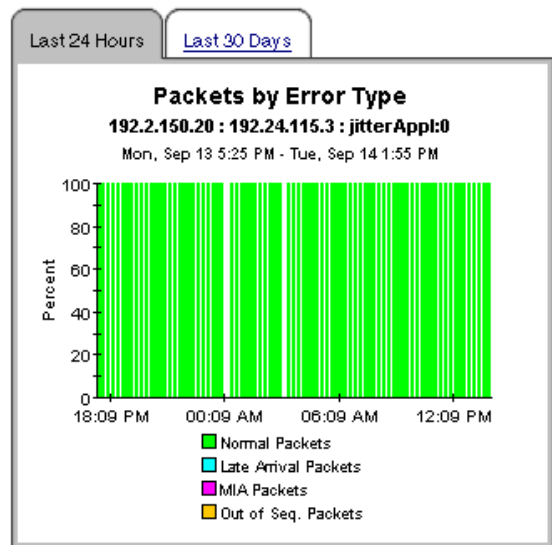 Last 24 Hours Last 30 Days
Packets by Error Type
192.2.150.20 : 192.24.115.3 : jitterAppl:0
Mon, Sep 13 5:25 PM - Tue, Sep 14 1:55 PM
100
80
60
40
20
0
Percent
18:09 PM 00:09 AM 06:09 AM 12:09 PM
Normal Packets
Late Arrival Packets
MIA Packets
Out of Seq. Packets